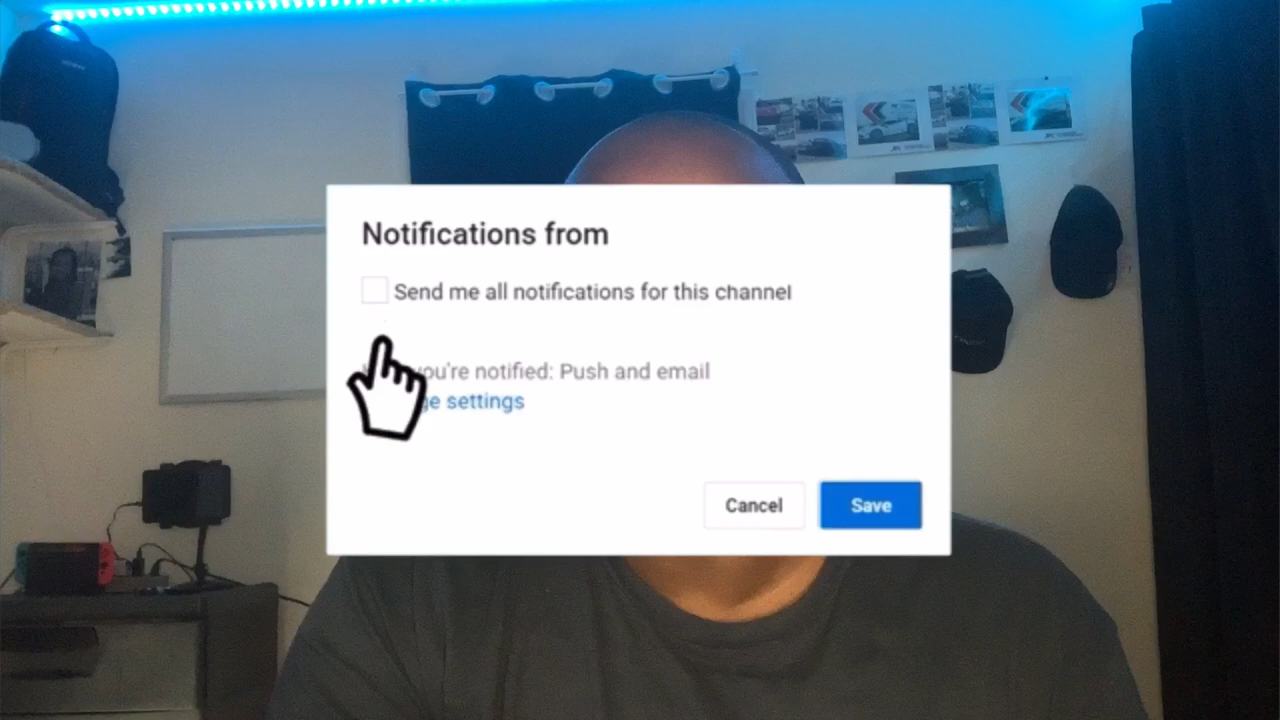 Notifications from
Send me all notifications for this channel
you're notified: Push and email
settings
Cancel
Save